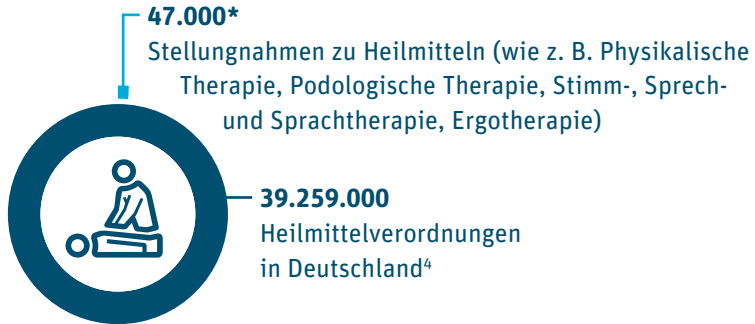 47.000*
Stellungnahmen zu Heilmitteln (wie z. B. Physikalische
Therapie, Podologische Therapie, Stimm-, Sprech-
und Sprachtherapie, Ergotherapie)
39.259.000
Heilmittelverordnungen
in Deutschland⁴